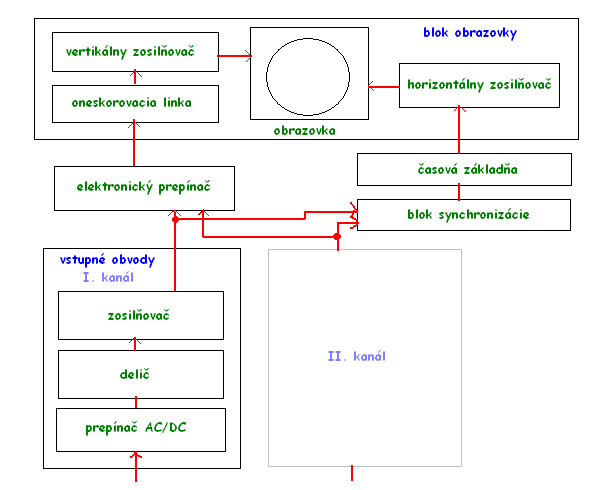 blok obrazovky
vertikálny zosilňovač
horizontálny zosilňovač
oneskorovacia linka
obrazovka
časová základňa
elektronický prepínač
blok synchronizácie
vstupné obvody
I. kanál
zosilňovač
II. kanál
delič
prepínač AC/DC